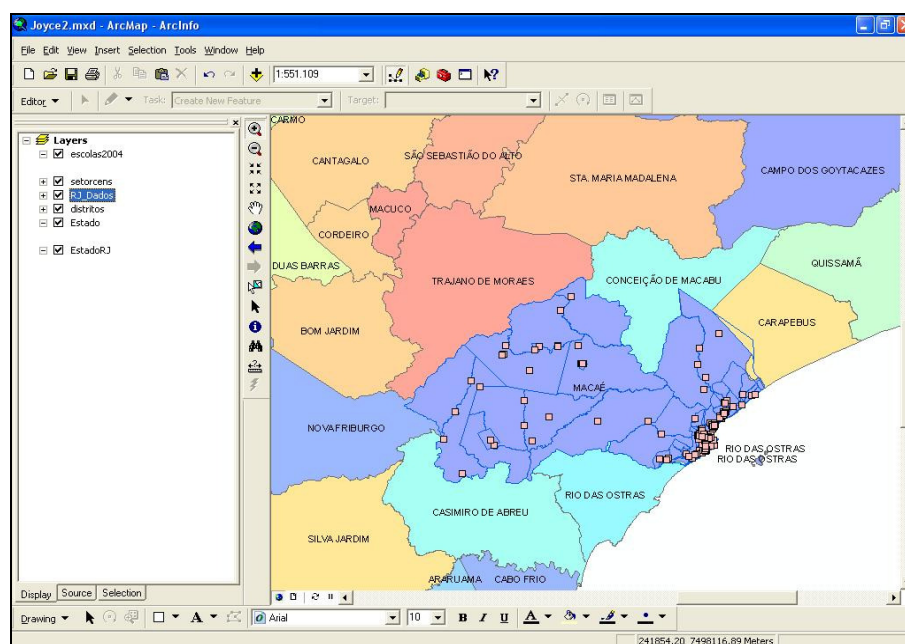 Joyce2.mxd - ArcMap - ArcInfo
File Edit View Insert Selection Tools Window Help
1:551.109
Editor Task: Create New Feature Target:
Layers
escolas2004
setorcens
RJ_Dados
distritos
Estado
EstadoRJ
CARMO
CANTAGALO
SÃO SEBASTIÃO DO ALTO
STA. MARIA MADALENA
CAMPO DOS GOYTACAZES
MACUCO
CORDEIRO
DUAS BARRAS
TRAJANO DE MORAES
CONCEIÇÃO DE MACABU
QUISSAMÃ
BOM JARDIM
CARAPEBUS
MACAÉ
NOVA FRIBURGO
RIO DAS OSTRAS
RIO DAS OSTRAS
RIO DAS OSTRAS
CASIMIRO DE ABREU
SILVA JARDIM
ARARUAMA
CABO FRIO
Display Source Selection
Drawing A Arial 10 B I U A
241854.20 7498116.89 Meters